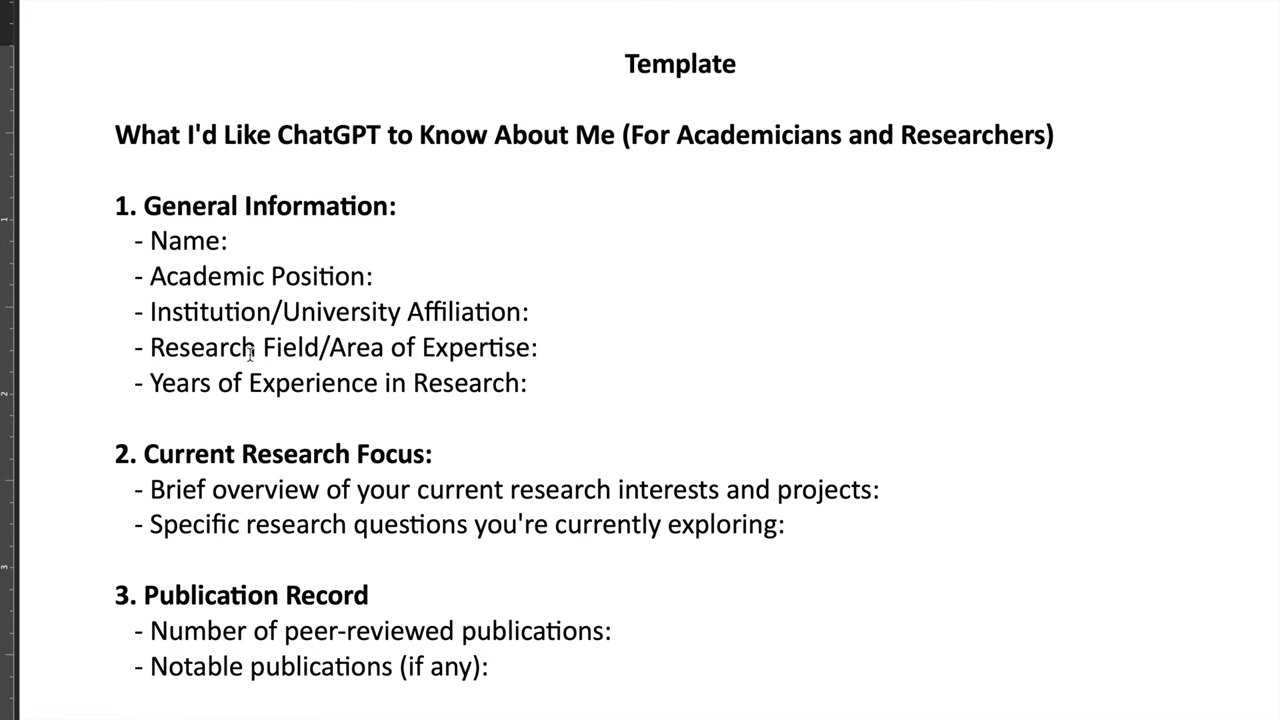 Template
What I'd Like ChatGPT to Know About Me (For Academicians and Researchers)
1. General Information:
- Name:
- Academic Position:
- Institution/University Affiliation:
- Research Field/Area of Expertise:
- Years of Experience in Research:
2. Current Research Focus:
- Brief overview of your current research interests and projects:
- Specific research questions you're currently exploring:
3. Publication Record
- Number of peer-reviewed publications:
- Notable publications (if any):
1
2
3